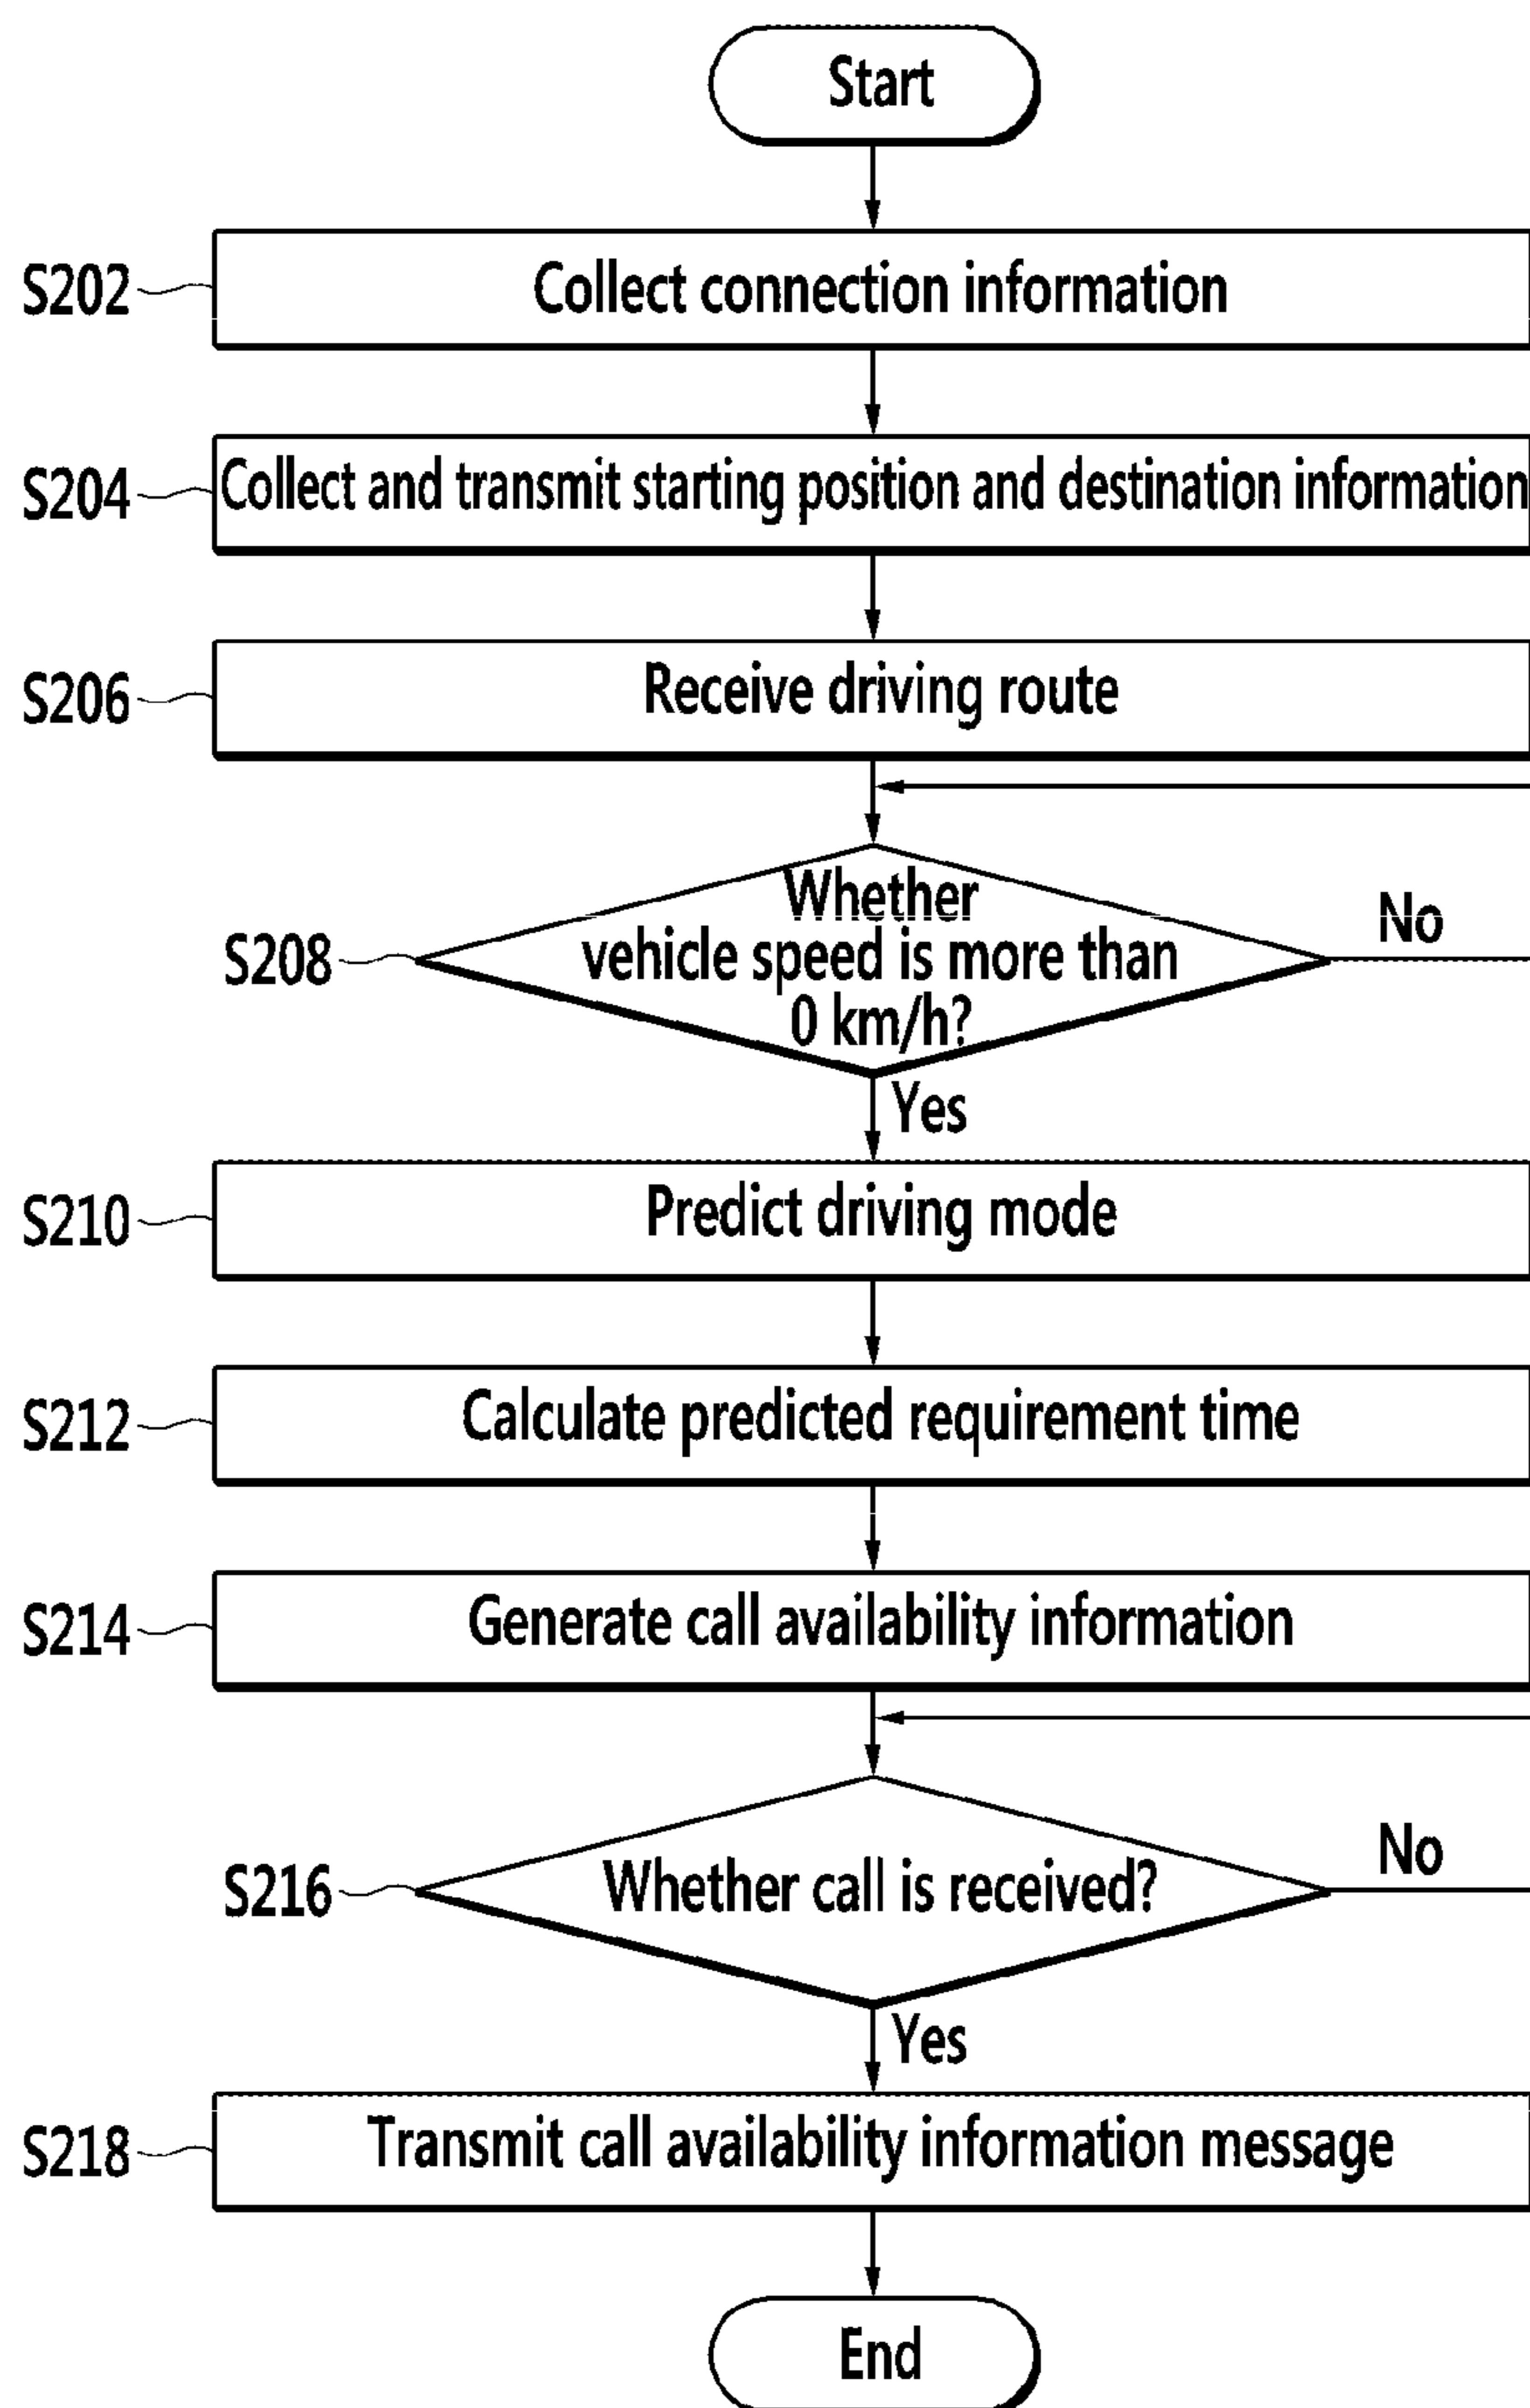 Start
S202
Collect connection information
S204
Collect and transmit starting position and destination information
S206
Receive driving route
S208
Whether
vehicle speed is more than
0 km/h?
No
Yes
S210
Predict driving mode
S212
Calculate predicted requirement time
S214
Generate call availability information
S216
Whether call is received?
No
Yes
S218
Transmit call availability information message
End